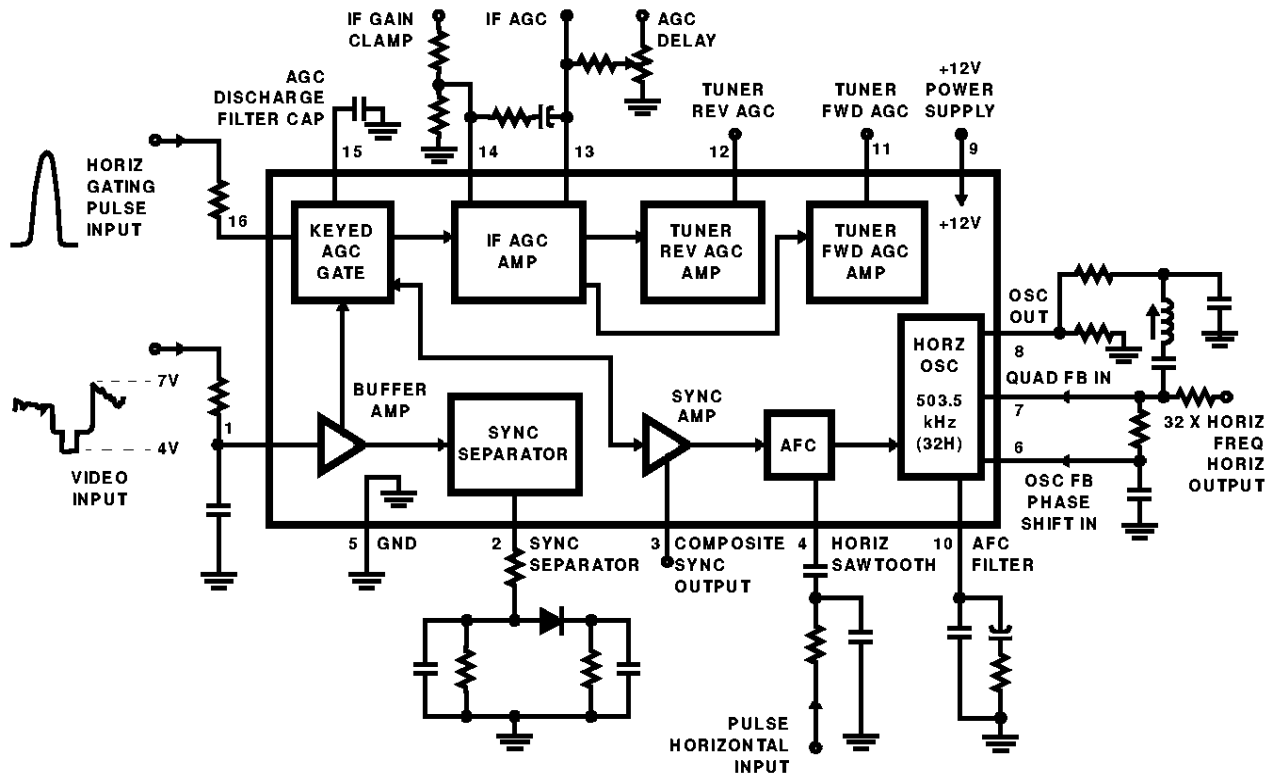 IF GAIN
CLAMP
IF AGC
AGC
DELAY
AGC
DISCHARGE
FILTER CAP
TUNER
REV AGC
TUNER
FWD AGC
+12V
POWER
SUPPLY
15
14
13
12
11
9
HORIZ
GATING
PULSE
INPUT
16
KEYED
AGC
GATE
IF AGC
AMP
TUNER
REV AGC
AMP
TUNER
FWD AGC
AMP
+12V
OSC
OUT
8
HORZ
OSC
503.5
kHz
(32H)
QUAD FB IN
7
6
32 X HORIZ
FREQ
HORIZ
OUTPUT
OSC FB
PHASE
SHIFT IN
7V
4V
VIDEO
INPUT
1
BUFFER
AMP
SYNC
SEPARATOR
SYNC
AMP
AFC
5 GND
2 SYNC
SEPARATOR
3 COMPOSITE
SYNC
OUTPUT
4 HORIZ
SAWTOOTH
10 AFC
FILTER
PULSE
HORIZONTAL
INPUT